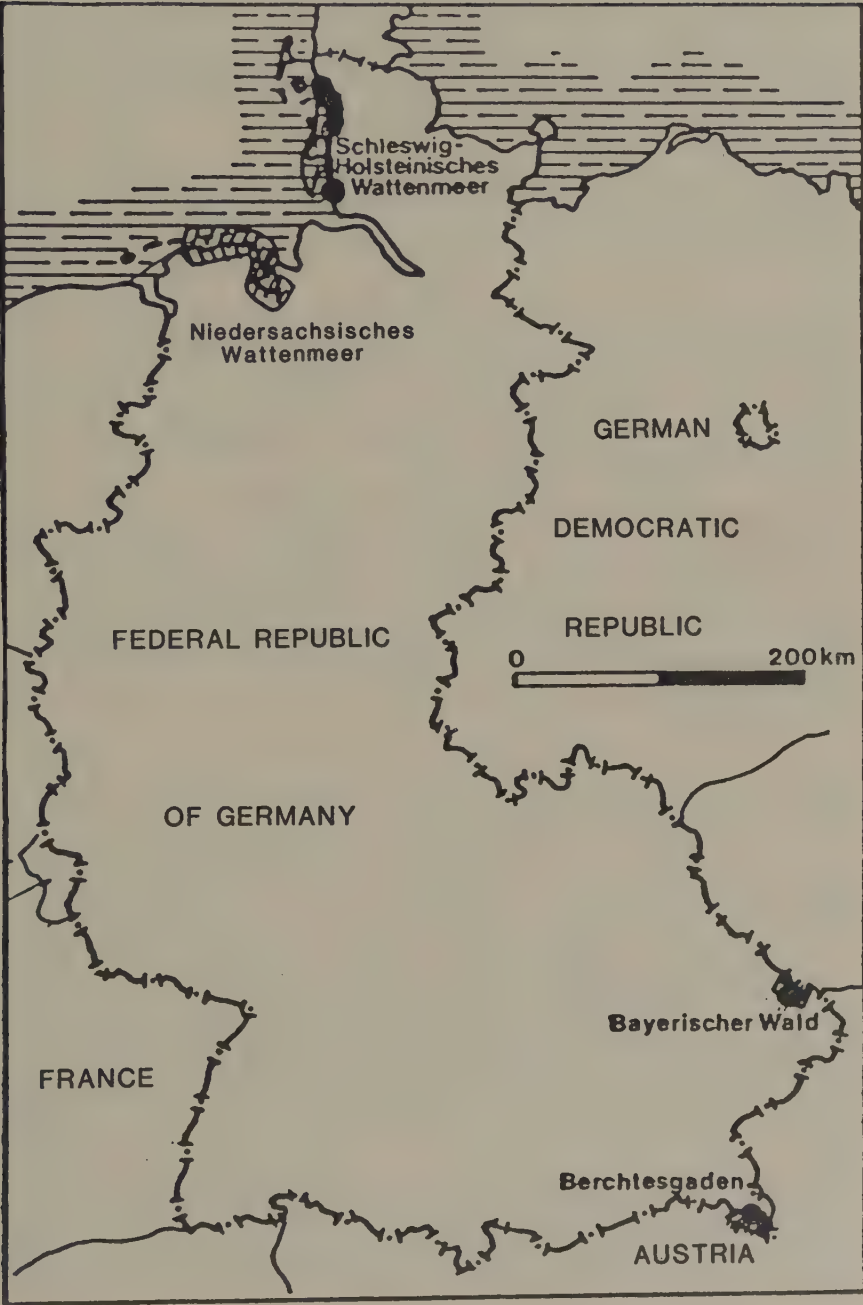 Schleswig-
Holsteinisches
Wattenmeer
Niedersachsisches
Wattenmeer
GERMAN
DEMOCRATIC
REPUBLIC
0 200km
FEDERAL REPUBLIC
OF GERMANY
Bayerischer Wald
FRANCE
Berchtesgaden
AUSTRIA